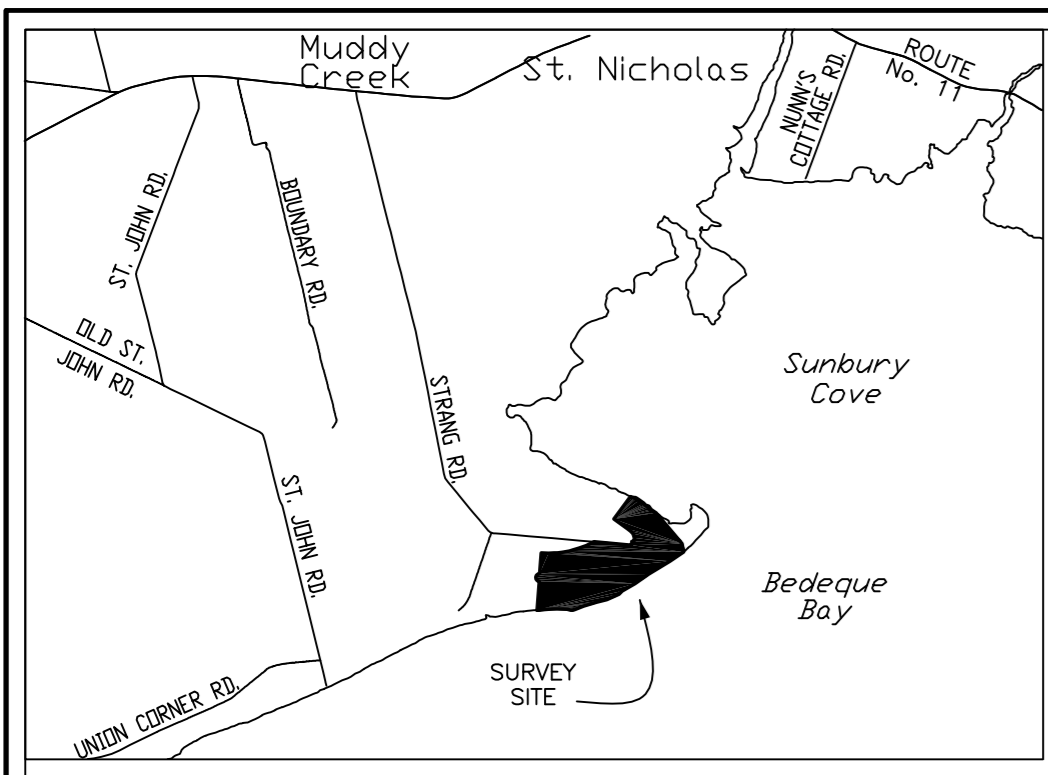 Muddy
Creek
St. Nicholas
ROUTE
No. 11
NUNN'S
COTTAGE RD.
ST. JOHN RD.
BOUNDARY RD.
OLD ST.
JOHN RD.
STRANG RD.
Sunbury
Cove
ST. JOHN RD.
Bedeque
Bay
SURVEY
SITE
UNION CORNER RD.